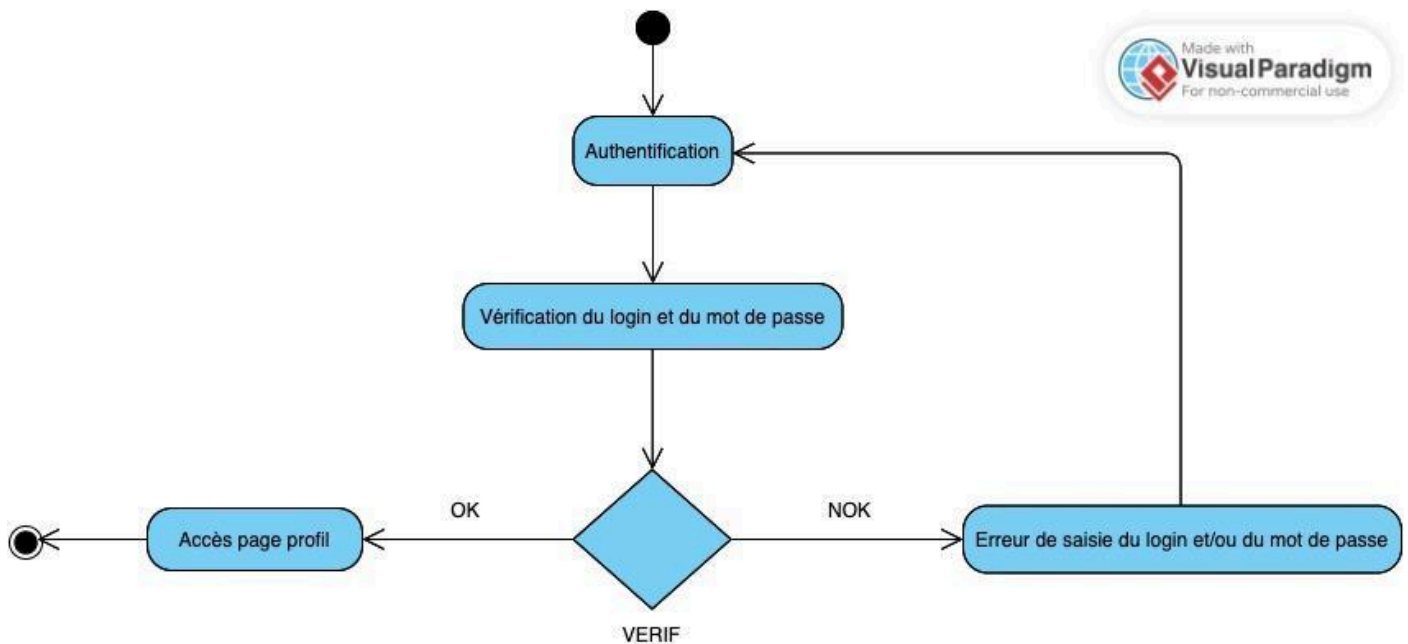 Made with
Visual Paradigm
For non-commercial use
Authentification
Vérification du login et du mot de passe
OK
NOK
Accès page profil
Erreur de saisie du login et/ou du mot de passe
VERIF